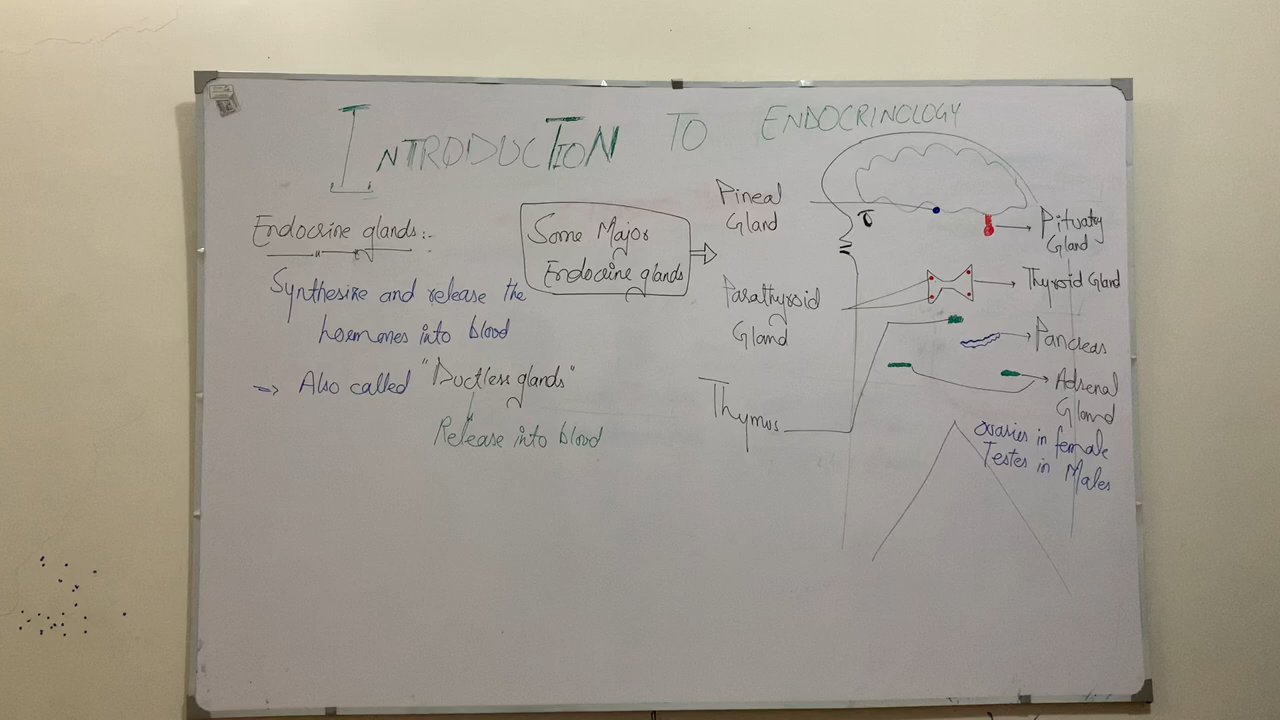 INTRODUCTION TO ENDOCRINOLOGY
Endocrine glands:-
Synthesize and release the
hormones into blood
⇒ Also called "Ductless glands"
Release into blood
Some Major
Endocrine glands
Pineal
Gland
Parathyroid
Gland
Thymus
Pituatry
Gland
Thyroid Gland
Pancreas
Adrenal
Gland
Ovaries in female
Testes in Males